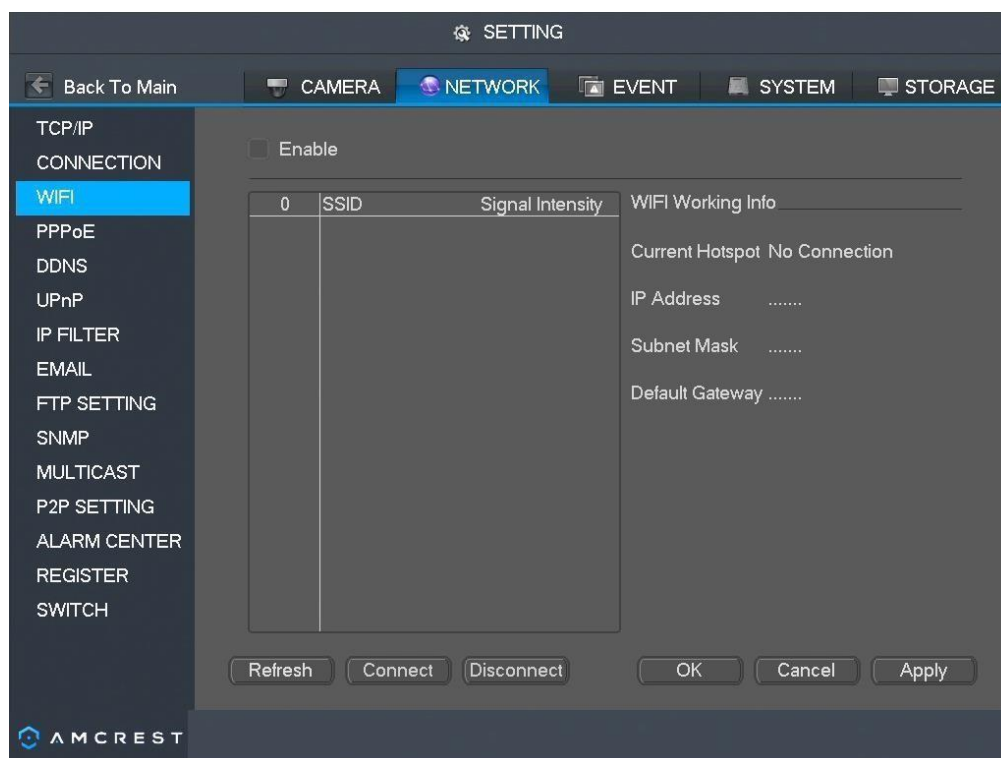 SETTING
Back To Main
CAMERA
NETWORK
EVENT
SYSTEM
STORAGE
TCP/IP
CONNECTION
WIFI
PPPoE
DDNS
UPnP
IP FILTER
EMAIL
FTP SETTING
SNMP
MULTICAST
P2P SETTING
ALARM CENTER
REGISTER
SWITCH
Enable
0 SSID Signal Intensity
WIFI Working Info
Current Hotspot No Connection
IP Address .......
Subnet Mask .......
Default Gateway .......
Refresh
Connect
Disconnect
OK
Cancel
Apply
AMCREST